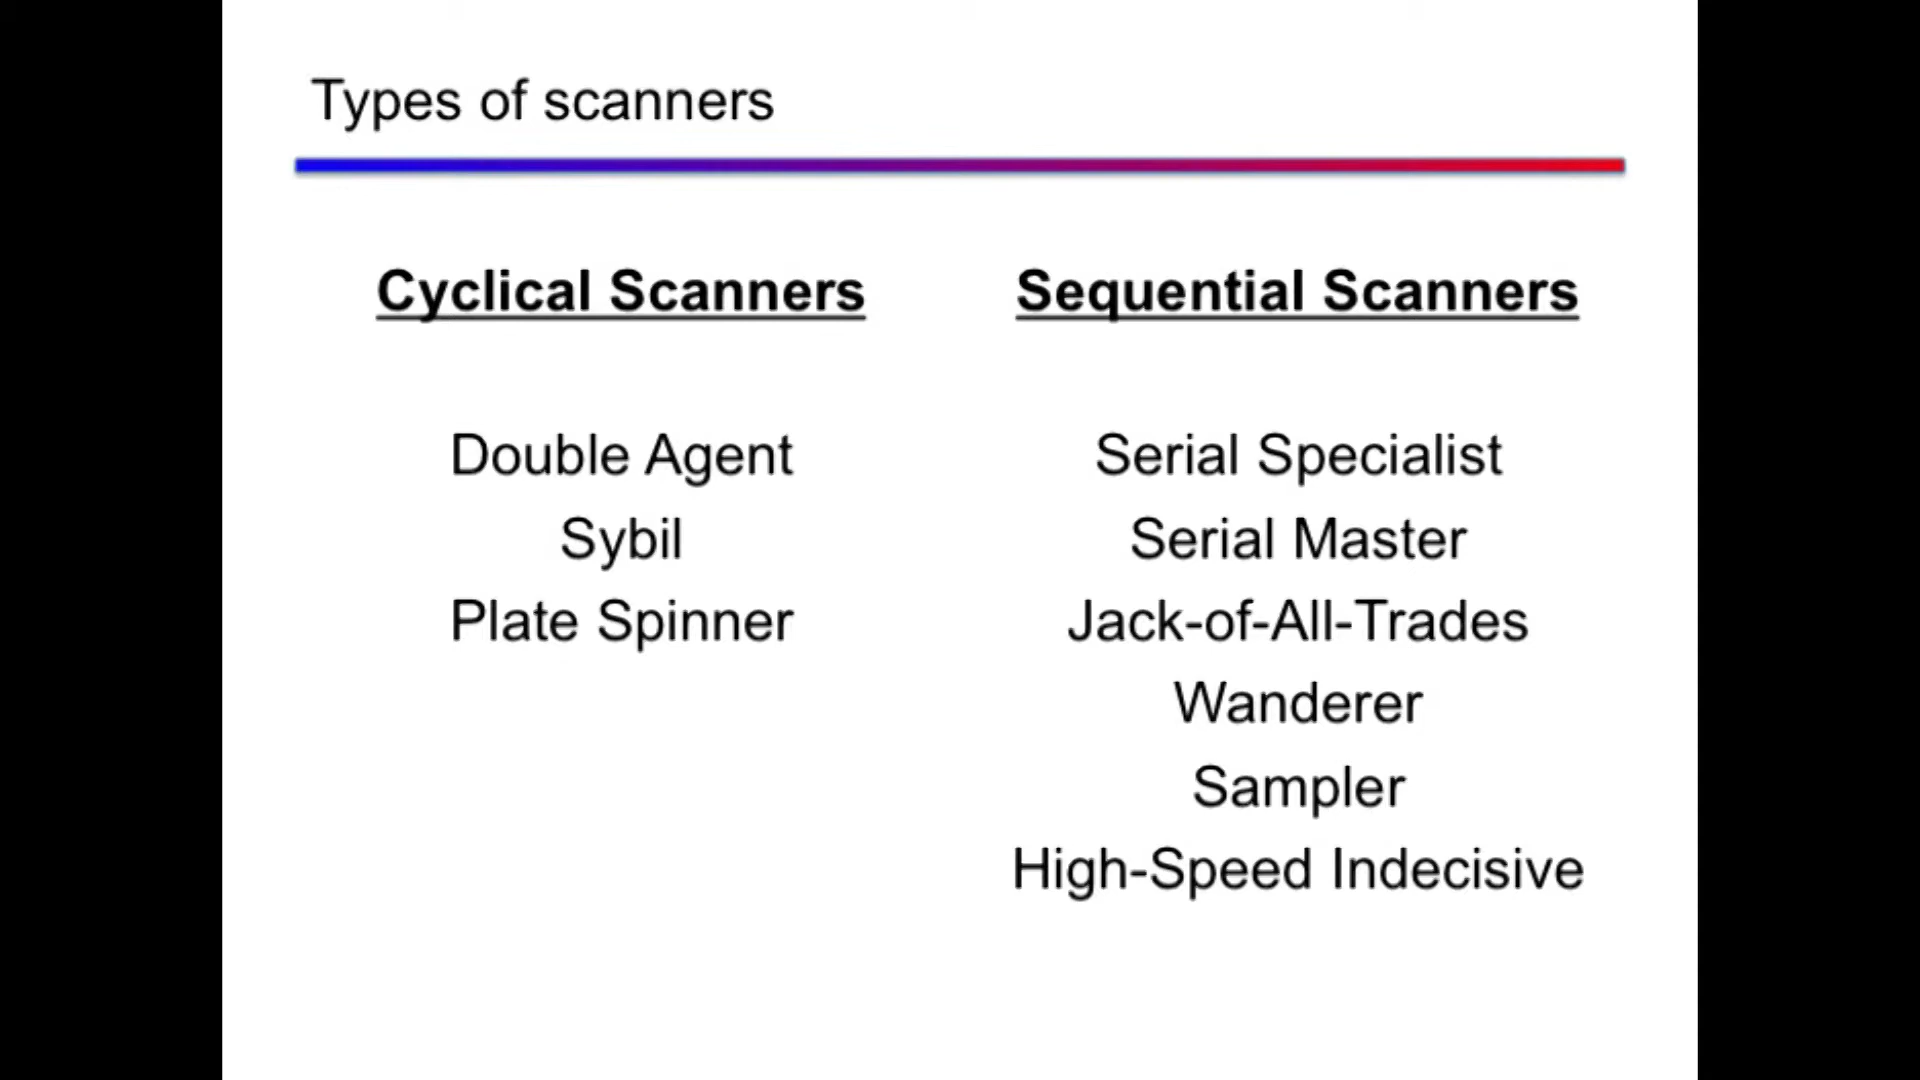 Types of scanners
Cyclical Scanners
Double Agent
Sybil
Plate Spinner
Sequential Scanners
Serial Specialist
Serial Master
Jack-of-All-Trades
Wanderer
Sampler
High-Speed Indecisive